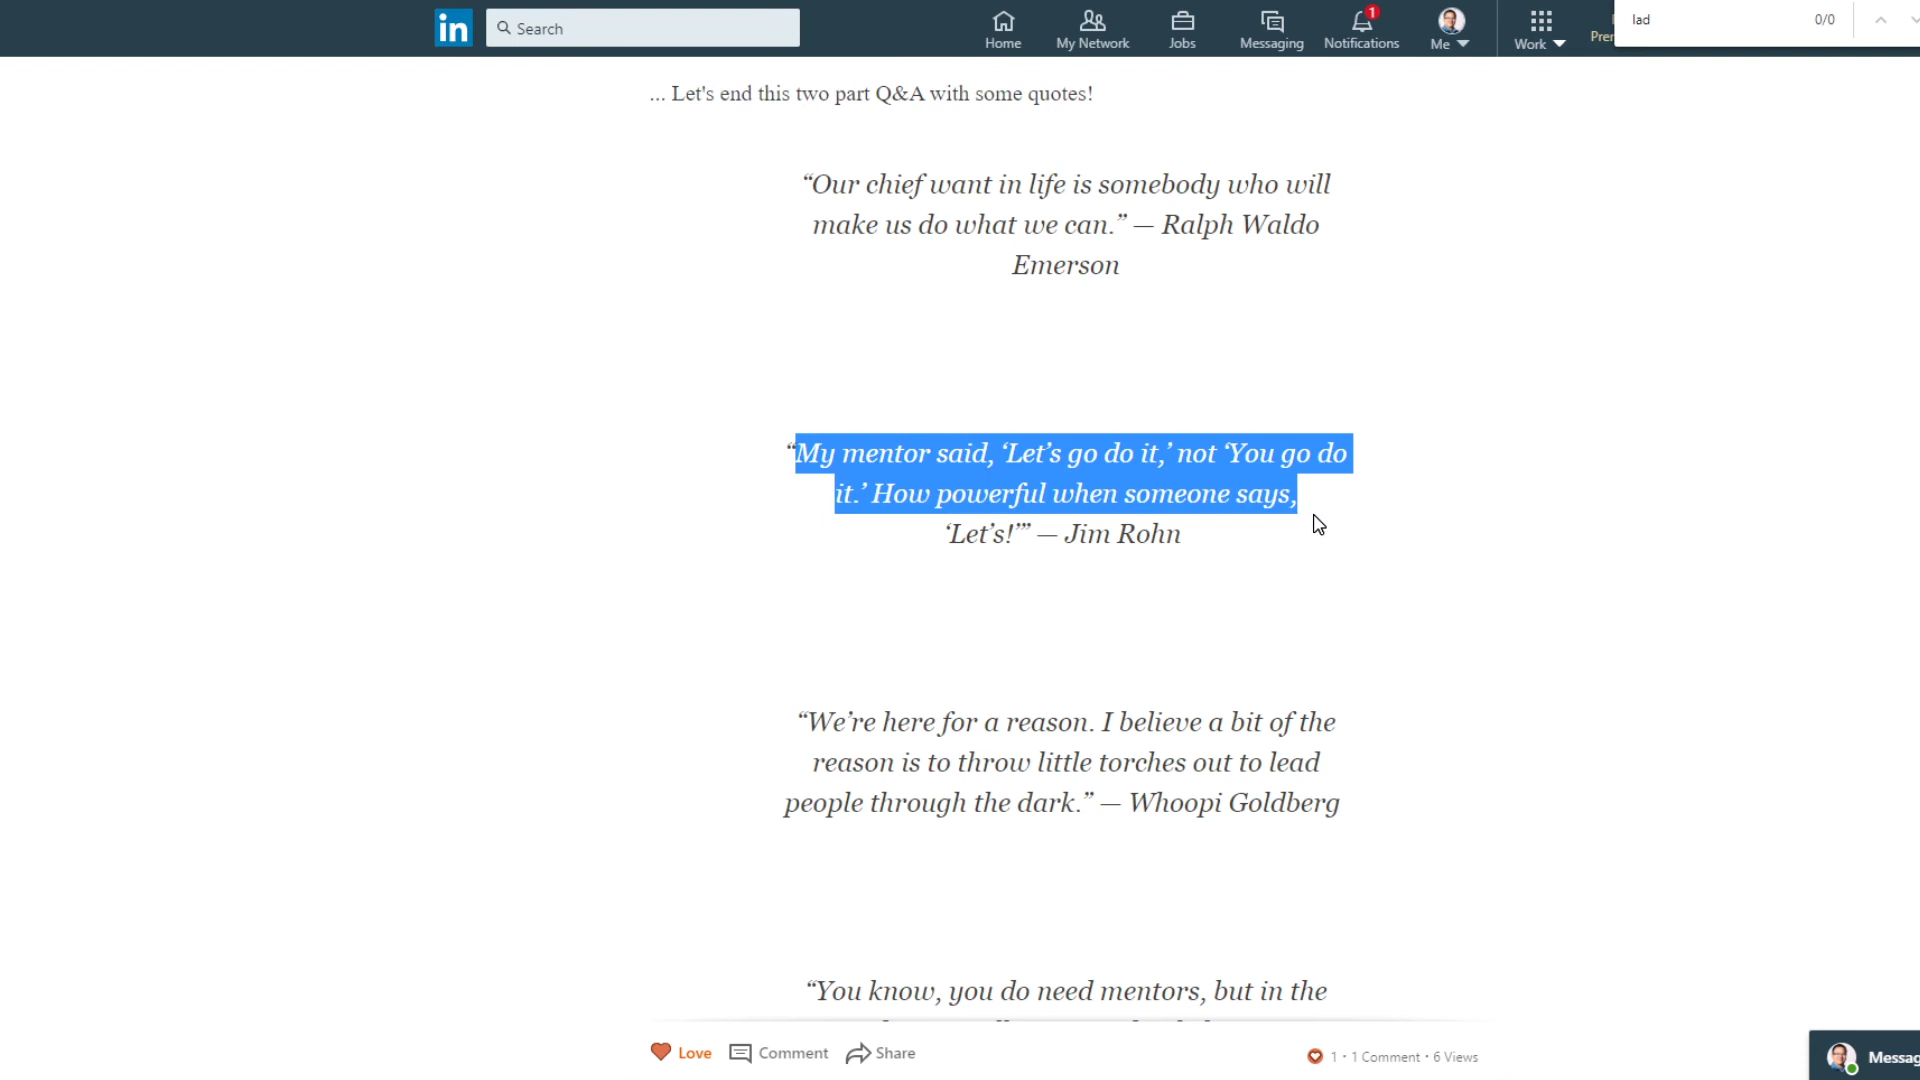 in
Search
Home
My Network
Jobs
Messaging
1
Notifications
Me
Work
lad
0/0
... Let's end this two part Q&A with some quotes!
“Our chief want in life is somebody who will
make us do what we can.” — Ralph Waldo
Emerson
“My mentor said, ‘Let’s go do it,’ not ‘You go do
it.’ How powerful when someone says,
‘Let’s!’” — Jim Rohn
“We’re here for a reason. I believe a bit of the
reason is to throw little torches out to lead
people through the dark.” — Whoopi Goldberg
“You know, you do need mentors, but in the
Love
Comment
Share
1 • 1 Comment • 6 Views
Messag